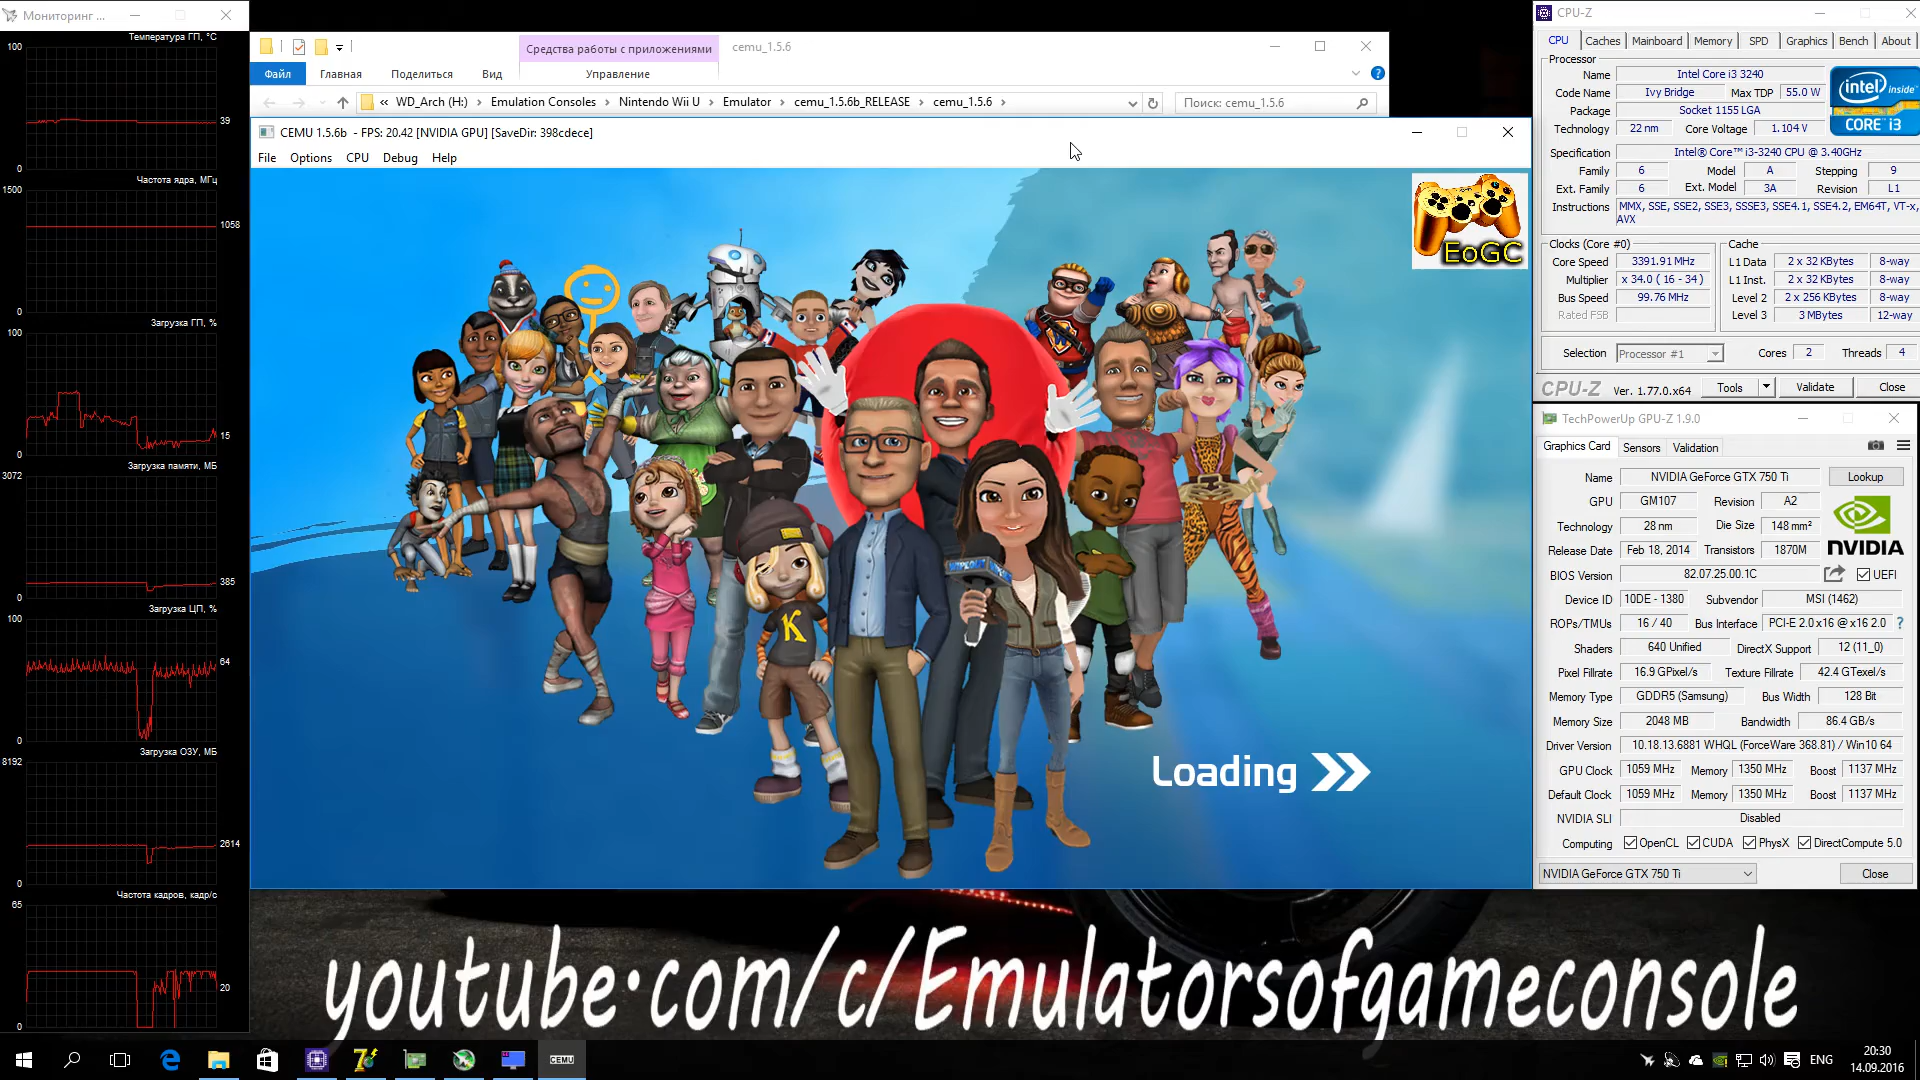 Мониторинг ...
Температура ГП, °C
100
39
0
Частота ядра, МГц
1500
1058
0
Загрузка ГП, %
100
15
0
Загрузка памяти, МБ
3072
385
0
Загрузка ЦП, %
100
64
0
Загрузка ОЗУ, МБ
8192
2614
0
Частота кадров, кадр/с
65
20
0
Средства работы с приложениями
cemu_1.5.6
Файл
Главная
Поделиться
Вид
Управление
« WD_Arch (H:) > Emulation Consoles > Nintendo Wii U > Emulator > cemu_1.5.6b_RELEASE > cemu_1.5.6 >
Поиск: cemu_1.5.6
CEMU 1.5.6b - FPS: 20.42 [NVIDIA GPU] [SaveDir: 398cdece]
File Options CPU Debug Help
EoGC
K
Loading
CPU-Z
CPU Caches Mainboard Memory SPD Graphics Bench About
Processor
Name Intel Core i3 3240
Code Name Ivy Bridge Max TDP 55.0 W
Package Socket 1155 LGA
Technology 22 nm Core Voltage 1.104 V
intel inside™
CORE i3
Specification Intel® Core™ i3-3240 CPU @ 3.40GHz
Family 6 Model A Stepping 9
Ext. Family 6 Ext. Model 3A Revision L1
Instructions MMX, SSE, SSE2, SSE3, SSSE3, SSE4.1, SSE4.2, EM64T, VT-x,
AVX
Clocks (Core #0)
Core Speed 3391.91 MHz
Multiplier x 34.0 ( 16 - 34 )
Bus Speed 99.76 MHz
Rated FSB
Cache
L1 Data 2 x 32 KBytes 8-way
L1 Inst. 2 x 32 KBytes 8-way
Level 2 2 x 256 KBytes 8-way
Level 3 3 MBytes 12-way
Selection Processor #1 Cores 2 Threads 4
CPU-Z Ver. 1.77.0.x64 Tools Validate Close
TechPowerUp GPU-Z 1.9.0
Graphics Card Sensors Validation
Name NVIDIA GeForce GTX 750 Ti Lookup
GPU GM107 Revision A2
Technology 28 nm Die Size 148 mm²
Release Date Feb 18, 2014 Transistors 1870M
NVIDIA
BIOS Version 82.07.25.00.1C UEFI
Device ID 10DE - 1380 Subvendor MSI (1462)
ROPs/TMUs 16 / 40 Bus Interface PCI-E 2.0 x16 @ x16 2.0 ?
Shaders 640 Unified DirectX Support 12 (11_0)
Pixel Fillrate 16.9 GPixel/s Texture Fillrate 42.4 GTexel/s
Memory Type GDDR5 (Samsung) Bus Width 128 Bit
Memory Size 2048 MB Bandwidth 86.4 GB/s
Driver Version 10.18.13.6881 WHQL (ForceWare 368.81) / Win10 64
GPU Clock 1059 MHz Memory 1350 MHz Boost 1137 MHz
Default Clock 1059 MHz Memory 1350 MHz Boost 1137 MHz
NVIDIA SLI Disabled
Computing OpenCL CUDA PhysX DirectCompute 5.0
NVIDIA GeForce GTX 750 Ti Close
youtube.com/c/Emulatorsofgameconsole
CEMU
ENG
20:30
14.09.2016